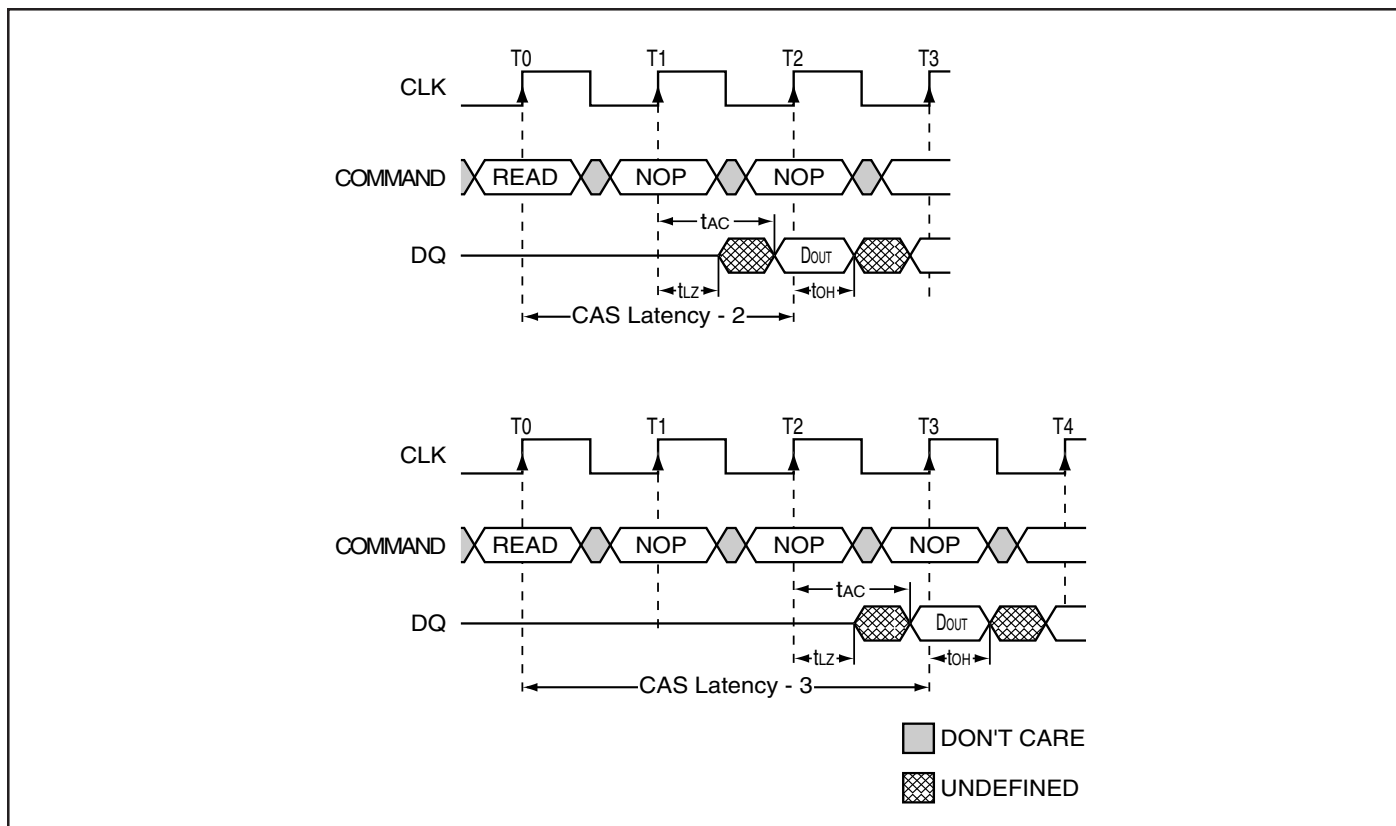 T0 T1 T2 T3
CLK
COMMAND READ NOP NOP
tAC
DQ DOUT
tLZ tOH
CAS Latency - 2
T0 T1 T2 T3 T4
CLK
COMMAND READ NOP NOP NOP
tAC
DQ DOUT
tLZ tOH
CAS Latency - 3
DON'T CARE
UNDEFINED